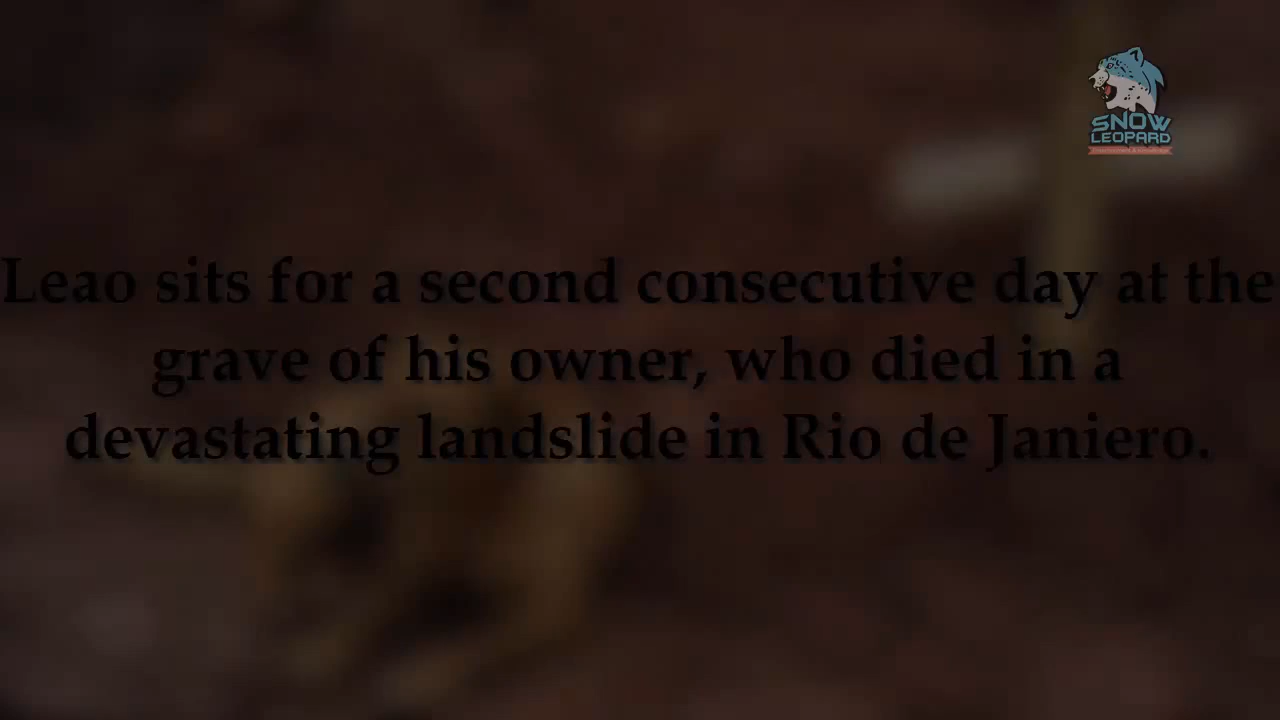 SNOW
LEOPARD
Leao sits for a second consecutive day at the
grave of his owner, who died in a
devastating landslide in Rio de Janiero.